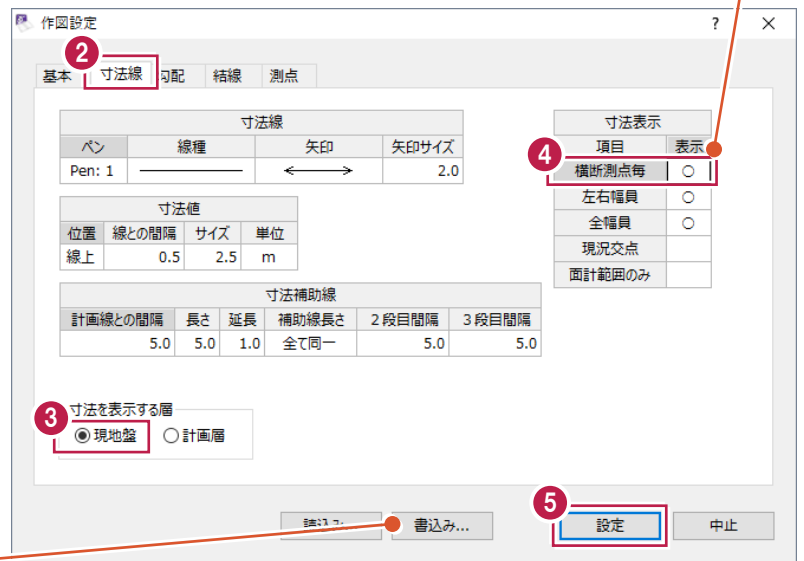 作図設定
?
×
2
基本 寸法線 勾配 結線 測点
寸法線
ペン 線種 矢印 矢印サイズ
Pen: 1 2.0
寸法値
位置 線との間隔 サイズ 単位
線上 0.5 2.5 m
寸法補助線
計画線との間隔 長さ 延長 補助線長さ 2段目間隔 3段目間隔
5.0 5.0 1.0 全て同一 5.0 5.0
寸法表示
項目 表示
4
横断測点毎 ○
左右幅員 ○
全幅員 ○
現況交点
面計範囲のみ
3
寸法を表示する層
現地盤 計画層
5
書込み...
設定
中止